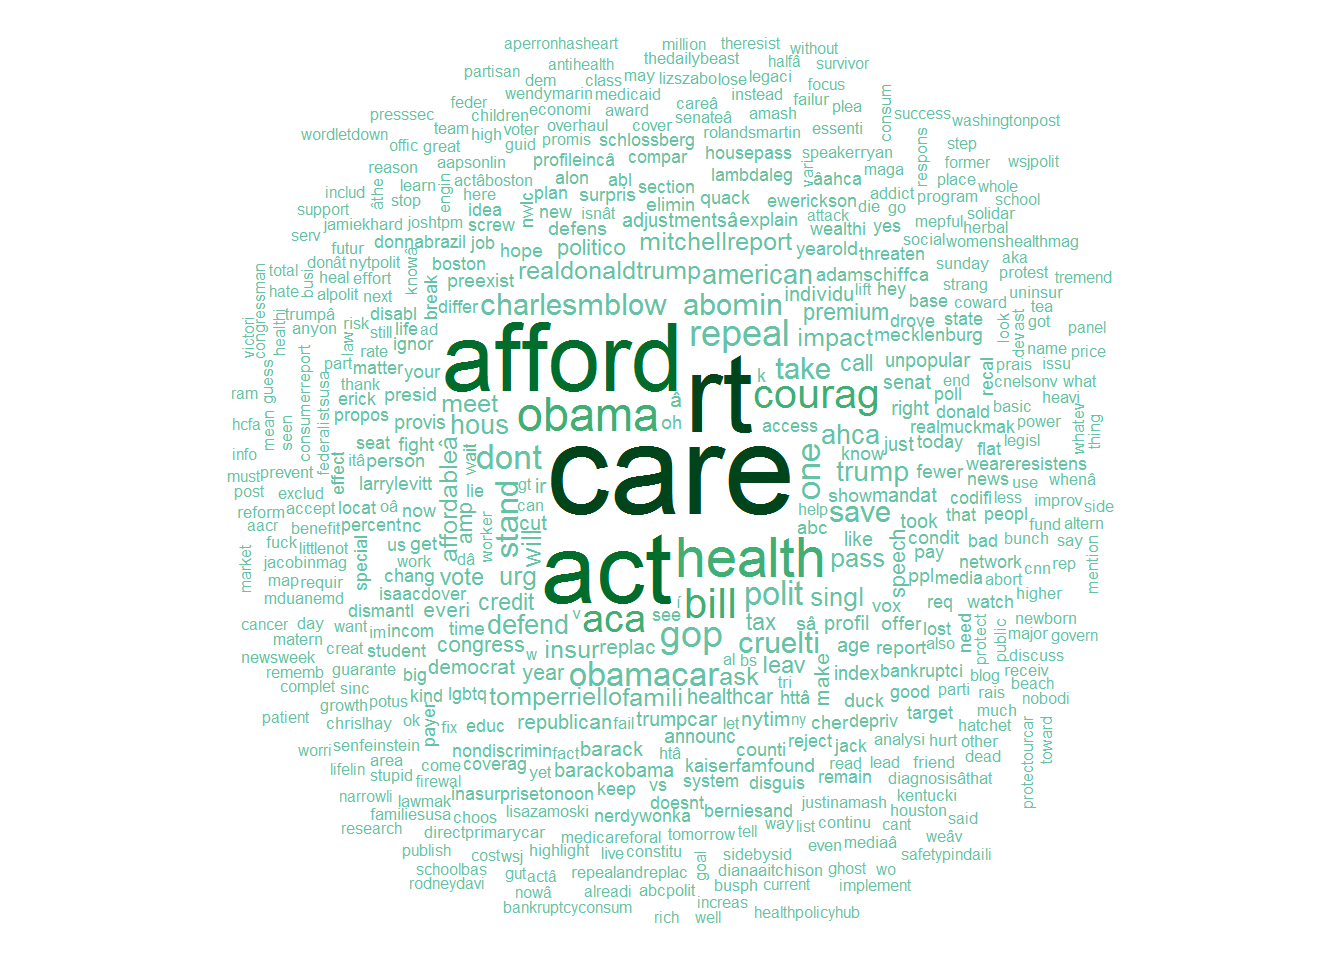 aperronhasheart million theresist
thedailybeast without
antihealth halfâ survivor
partisan dem class may lizszabo lose legaci focus
wendymarin medicaid instead failur plea
feder economi careâ amash consum
presssec children award senateâ success washingtonpost
team high voter overhaul cover rolandsmartin essenti
wordletdown offic great guid promis schlossberg step
aapsonlin profileincâ compar housepass speakerryan respons former wsjpolit
reason alon lambdaleg vari maga place whole
includ learn engin actâboston abl section âahca addict program school
âthe stop here plan surpris quack ewerickson die go
support idea nwlc new isnât elimin adjustmentsâ explain attack mepful solidar herbal
jamiekhard joshtpm screw defens wealthi yes
serv donnabrazil job hope politico mitchellreport yearold social womenshealthmag
futur threaten aka
donât nytpolit knowâ boston realdonaldtrump american adamschiffca sunday protest
total heal effort preexist strang tremend
congressman hate busi alpolit next break differ charlesmblow abomin individu lift hey base coward uninsur
trumpâ disabl premium tea
victori healthi anyon risk still life ad afford repeal impact drove state look devast got panel
law ignor mecklenburg name price
part rate matter your rt take call unpopular recal prais issu
mean guess thank k cnelsonv what
ram erick presid meet courag senat end basic heavi
consumerreport propos obama â poll power
hcfa seen federalistsusa provis hous oh access right donald realmuckmak whatev thing
seat fight ahca just today flat legisl
info effect itâ person affordableâ wait dont care one know trump fewer weareresistens
must prevent larrylevitt lie gt ir show mandat news use whenâ
post exclud oâ amp stand can help save codifi less improv side
reform accept locat now cut abc took that peopl fund altern
aacr benefit percent nc worker will like condit bad bunch say
fuck littlenot us get dâ act health pass speech pay network cnn rep mention
market jacobinmag special work chang vote urg ppl media abort
map requir isaacdover bill polit singl vox req watch higher
mduanemd dismantl everi credit v aca see í newborn
cancer day want im incom time defend gop tax sâ profil offer lost need protect public major govern
matern creat student congress w insur replac cruelti age report also discuss
newsweek guarante big democrat year obamacar ask al bs leav index bankruptci blog receiv
rememb complet sinc kind lgbtq tomperriello famili healthcar tri httâ make good parti rais beach nobodi
growth potus duck target much
patient chrislhay ok payer fix educ republican fail trumpcar let nytim ny cher depriv hatchet
worri senfeinstein nondiscrimin fact barack announc counti reject jack analysi hurt other
area come coverag htâ kaiserfamfound read lead friend dead protectourcar toward
lifelin stupid firewal yet barackobama system disguis remain diagnosisâthat
narrowli lawmak inasurprisetonoon keep vs kentucki
familiesusa choos lisazamoski nerdywonka doesnt berniesand justinamash houston said
research directprimarycar medicareforal tomorrow tell way list continu cant weâv
publish cost wsj highlight live constitu goal sidebysid even mediaâ safetypindaili
schoolbas gut actâ repealandreplac dianaaitchison ghost wo
rodneydavi nowâ alreadi abcpolit busph current implement
bankruptcyconsum increas healthpolicyhub
rich well